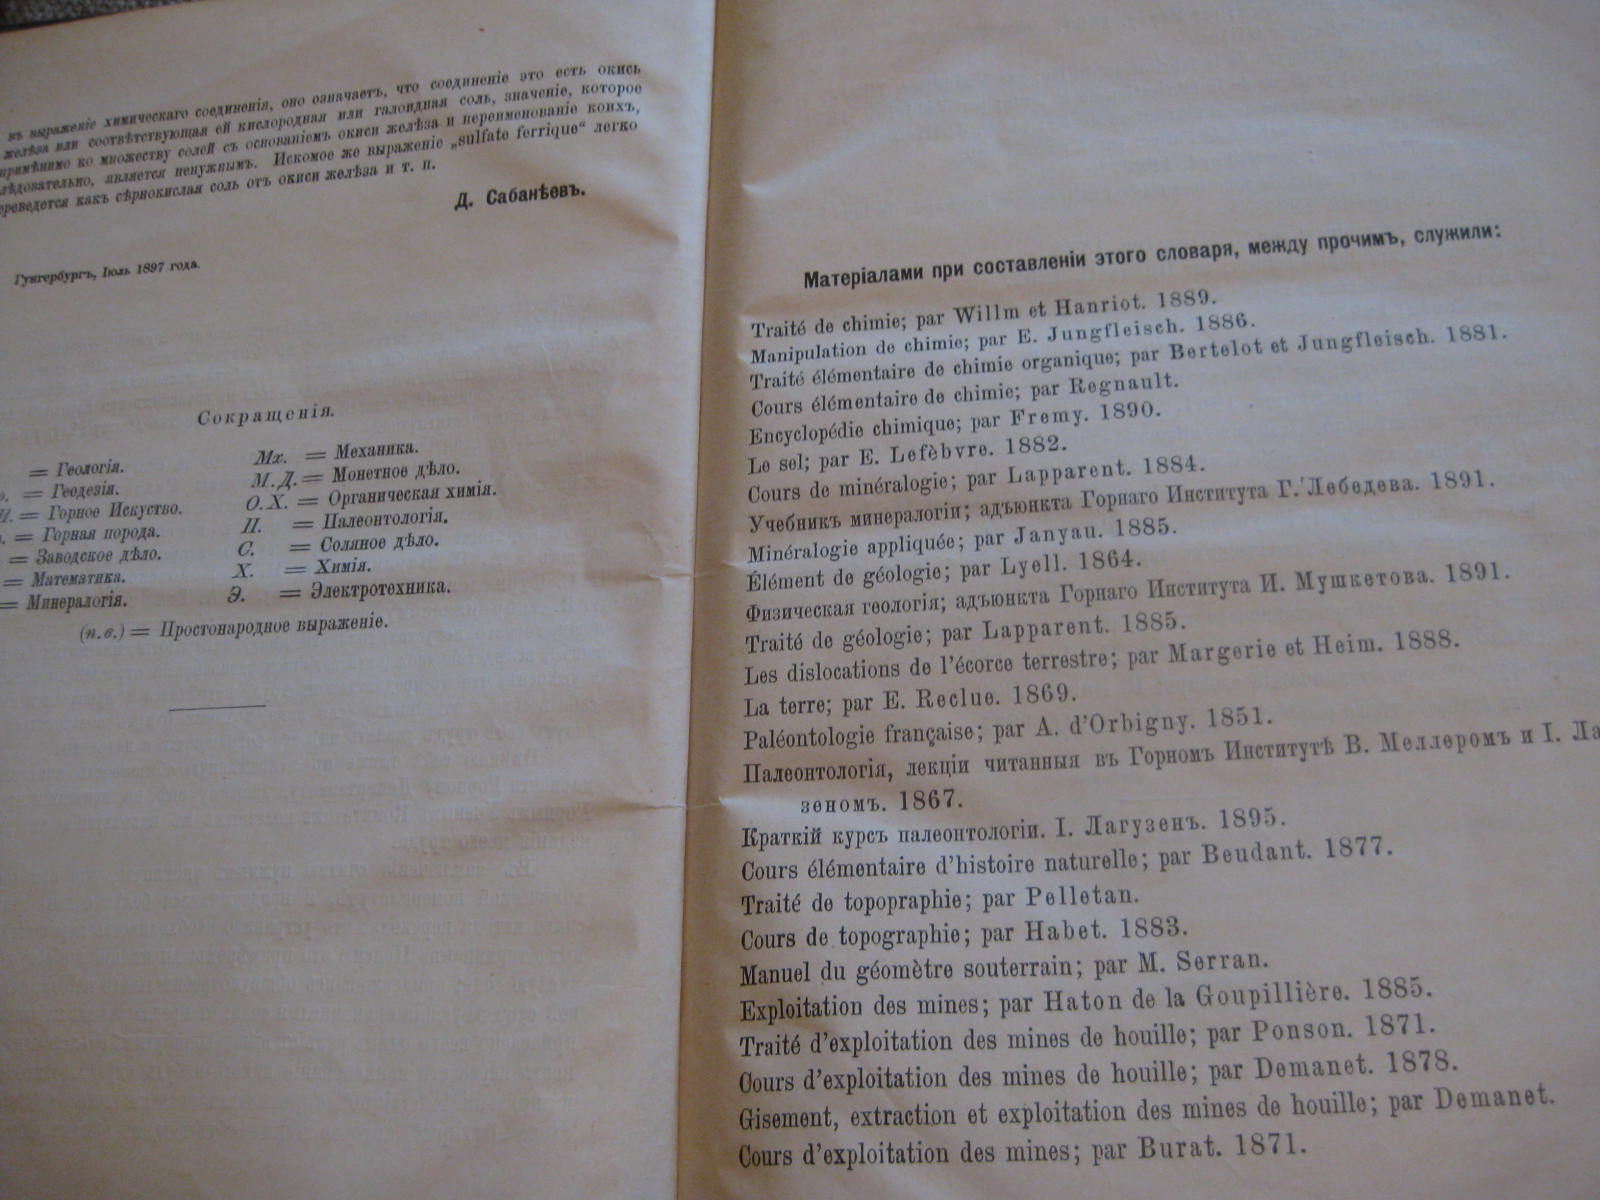 въ выраженіе химическаго соединенія, оно означаетъ, что соединеніе это есть окись
желѣза или соотвѣтствующая ей кислородная или галоидная соль, значеніе, которое
примѣнимо ко множеству солей съ основаніемъ окиси желѣза и переименованіе коихъ,
лѣдовательно, является ненужнымъ. Искомое же выраженіе „sulfate ferrique“ легко
ереведется какъ сѣрнокислая соль отъ окиси желѣза и т. п.
Д. Сабанѣевъ.
Гунгербургъ, Іюль 1897 года.
Сокращенія.
= Геологія.
= Геодезія.
= Горное Искуство.
= Горная порода.
= Заводское дѣло.
= Математика.
= Минералогія.
Мх. = Механика.
М.Д. = Монетное дѣло.
О.Х. = Органическая химія.
П. = Палеонтологія.
С. = Соляное дѣло.
Х. = Химія.
Э. = Электротехника.
(п.в.) = Простонародное выраженіе.
Матеріалами при составленіи этого словаря, между прочимъ, служили:
Traité de chimie; par Willm et Hanriot. 1889.
Manipulation de chimie; par E. Jungfleisch. 1886.
Traité élémentaire de chimie organique; par Bertelot et Jungfleisch. 1881.
Cours élémentaire de chimie; par Regnault.
Encyclopédie chimique; par Fremy. 1890.
Le sel; par E. Lefèbvre. 1882.
Cours de minéralogie; par Lapparent. 1884.
Учебникъ минералогіи; адъюнкта Горнаго Института Г. Лебедева. 1891.
Minéralogie appliquée; par Janyau. 1885.
Élément de géologie; par Lyell. 1864.
Физическая геологія; адъюнкта Горнаго Института И. Мушкетова. 1891.
Traité de géologie; par Lapparent. 1885.
Les dislocations de l'écorce terrestre; par Margerie et Heim. 1888.
La terre; par E. Reclue. 1869.
Paléontologie française; par A. d'Orbigny. 1851.
Палеонтологія, лекціи читанныя въ Горномъ Институтѣ В. Меллеромъ и І. Ла
зеномъ. 1867.
Краткій курсъ палеонтологіи. І. Лагузенъ. 1895.
Cours élémentaire d'histoire naturelle; par Beudant. 1877.
Traité de topopraphie; par Pelletan.
Cours de topographie; par Habet. 1883.
Manuel du géomètre souterrain; par M. Serran.
Exploitation des mines; par Haton de la Goupillière. 1885.
Traité d'exploitation des mines de houille; par Ponson. 1871.
Cours d'exploitation des mines de houille; par Demanet. 1878.
Gisement, extraction et exploitation des mines de houille; par Demanet.
Cours d'exploitation des mines; par Burat. 1871.